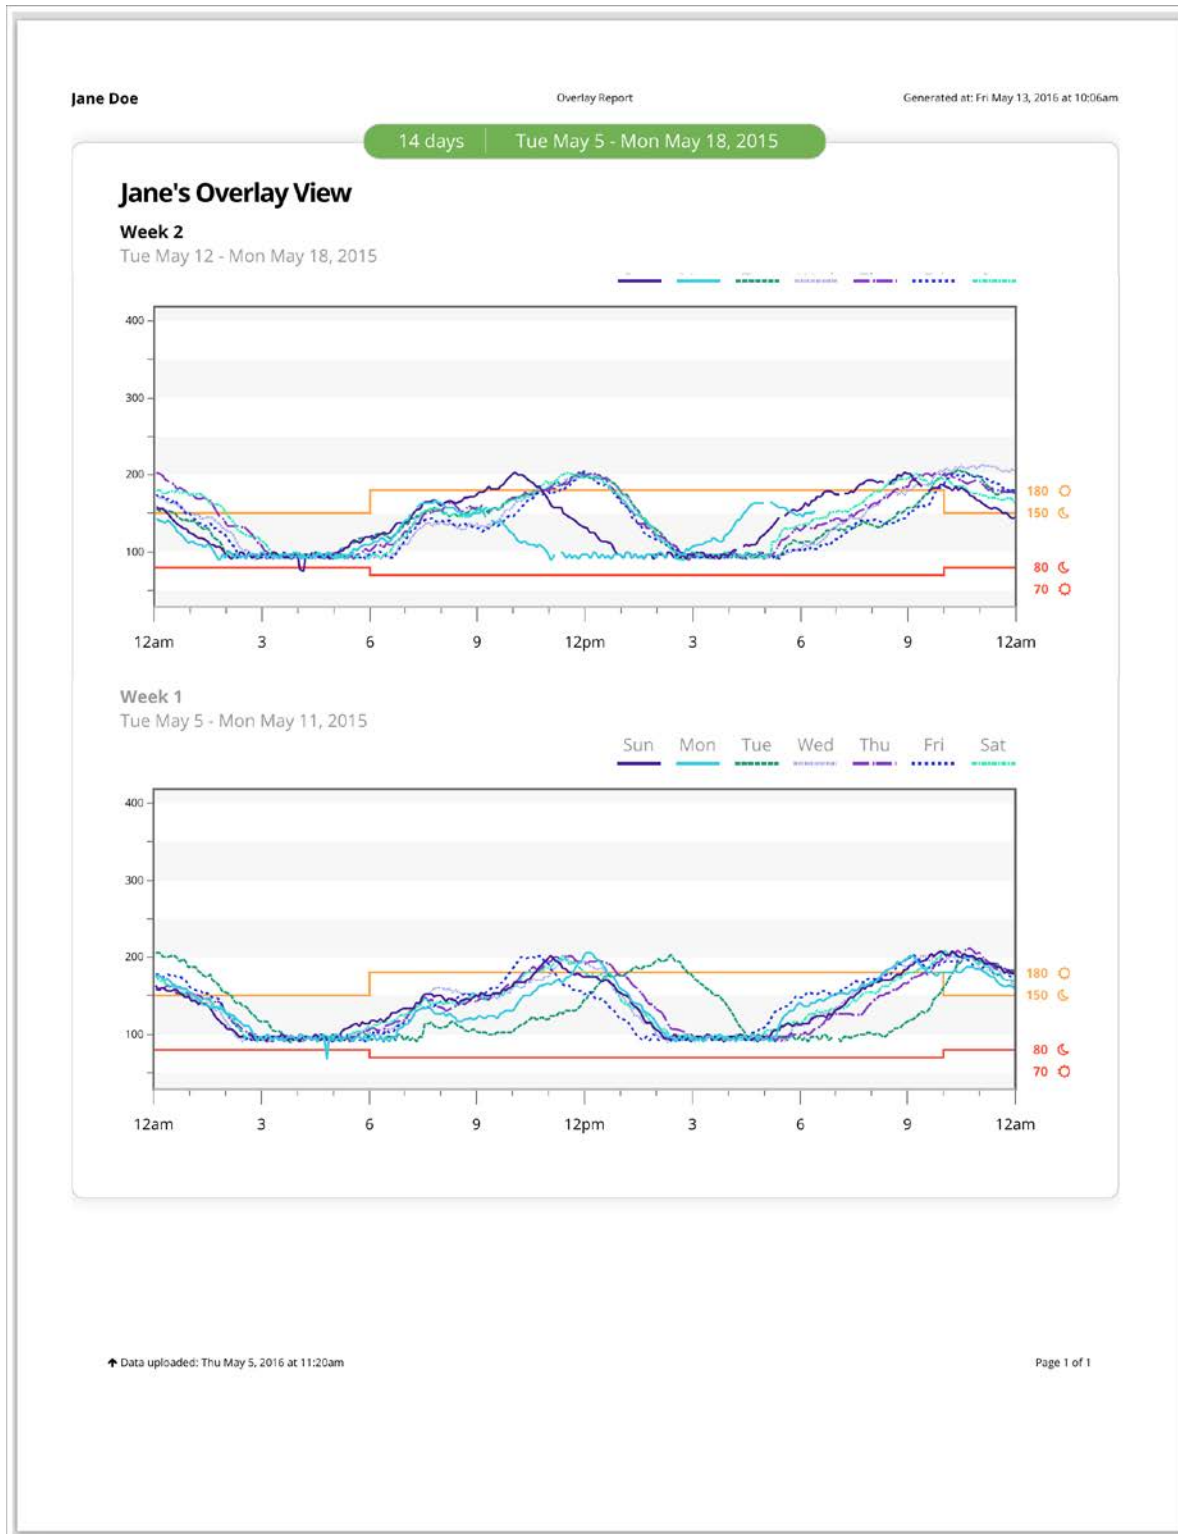 Jane Doe
Overlay Report
Generated at: Fri May 13, 2016 at 10:06am
14 days
Tue May 5 - Mon May 18, 2015
Jane's Overlay View
Week 2
Tue May 12 - Mon May 18, 2015
400
300
200
180
150
100
80
70
12am 3 6 9 12pm 3 6 9 12am
Week 1
Tue May 5 - Mon May 11, 2015
Sun Mon Tue Wed Thu Fri Sat
400
300
200
180
150
100
80
70
12am 3 6 9 12pm 3 6 9 12am
Data uploaded: Thu May 5, 2016 at 11:20am
Page 1 of 1